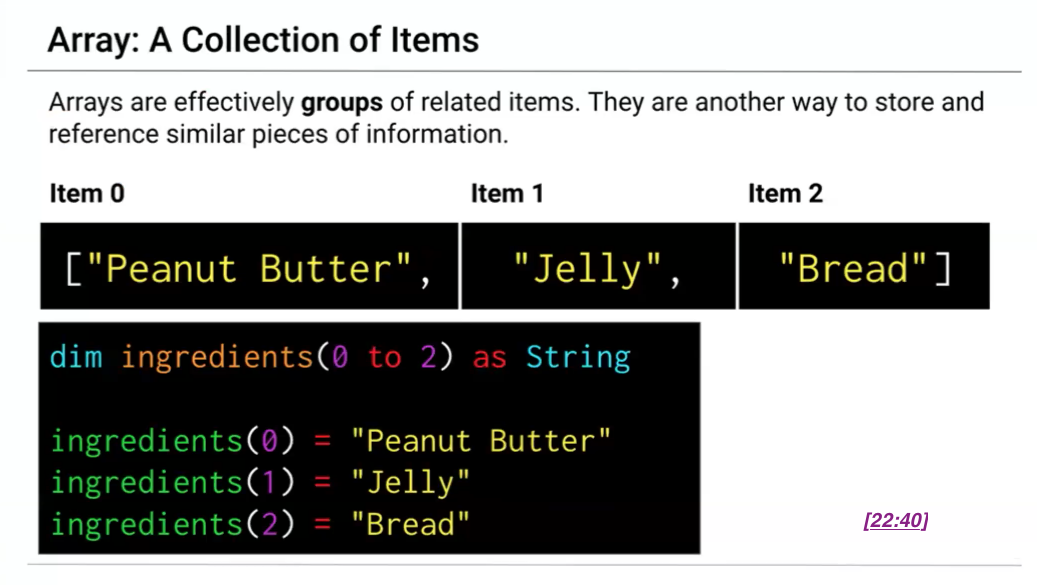 Array: A Collection of Items
Arrays are effectively groups of related items. They are another way to store and
reference similar pieces of information.
Item 0 Item 1 Item 2
["Peanut Butter", "Jelly", "Bread"]
dim ingredients(0 to 2) as String
ingredients(0) = "Peanut Butter"
ingredients(1) = "Jelly"
ingredients(2) = "Bread"
[22:40]